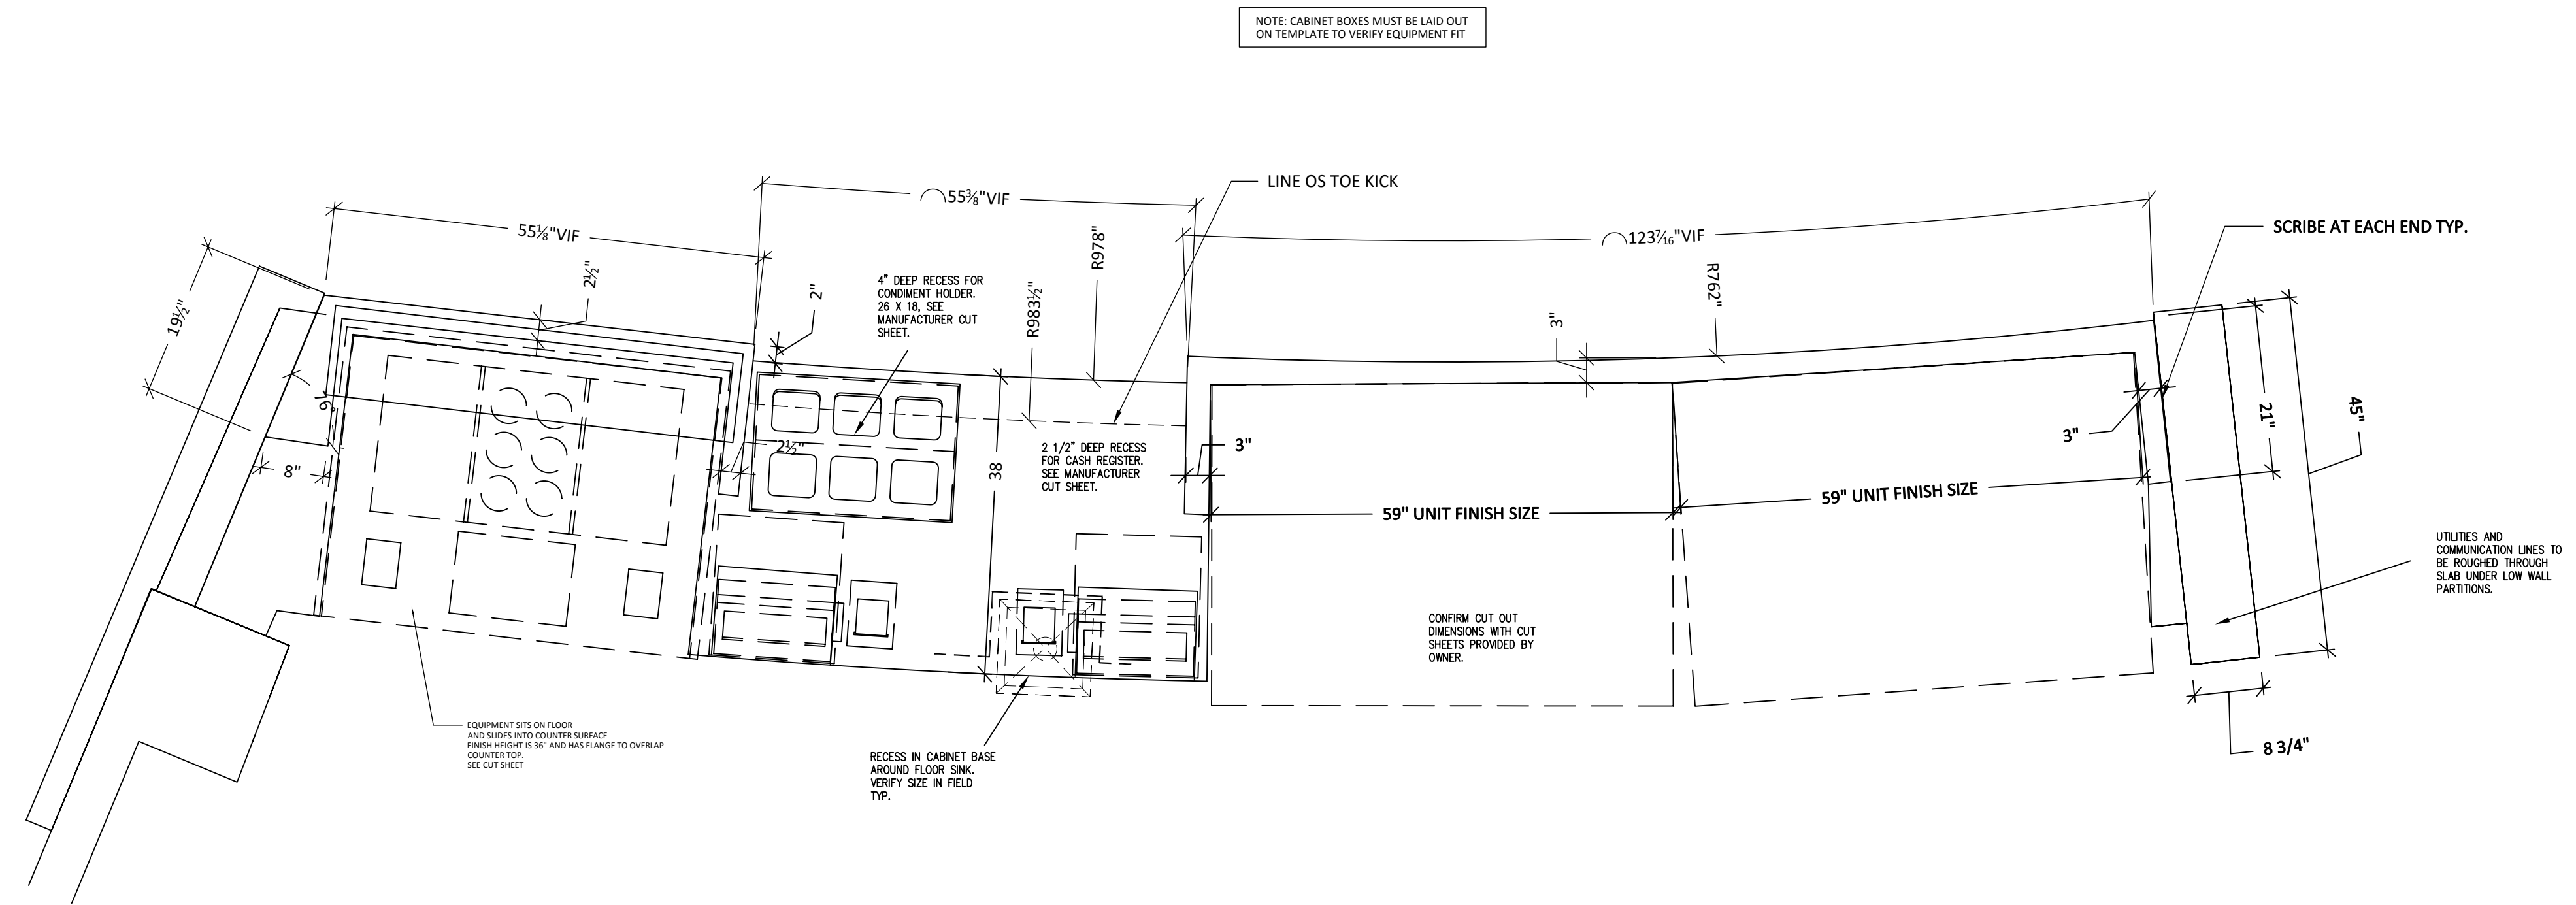 NOTE: CABINET BOXES MUST BE LAID OUT
ON TEMPLATE TO VERIFY EQUIPMENT FIT
LINE OS TOE KICK
55⅜"VIF
55⅛"VIF
123⁷⁄₁₆"VIF
SCRIBE AT EACH END TYP.
19½"
2½"
2"
4" DEEP RECESS FOR
CONDIMENT HOLDER.
26 X 18, SEE
MANUFACTURER CUT
SHEET.
R978"
R983½"
R762"
3"
76°
8"
2½"
38
2 1/2" DEEP RECESS
FOR CASH REGISTER.
SEE MANUFACTURER
CUT SHEET.
3"
59" UNIT FINISH SIZE
59" UNIT FINISH SIZE
3"
21"
45"
UTILITIES AND
COMMUNICATION LINES TO
BE ROUGHED THROUGH
SLAB UNDER LOW WALL
PARTITIONS.
CONFIRM CUT OUT
DIMENSIONS WITH CUT
SHEETS PROVIDED BY
OWNER.
EQUIPMENT SITS ON FLOOR
AND SLIDES INTO COUNTER SURFACE
FINISH HEIGHT IS 36" AND HAS FLANGE TO OVERLAP
COUNTER TOP.
SEE CUT SHEET
RECESS IN CABINET BASE
AROUND FLOOR SINK.
VERIFY SIZE IN FIELD
TYP.
8 3/4"